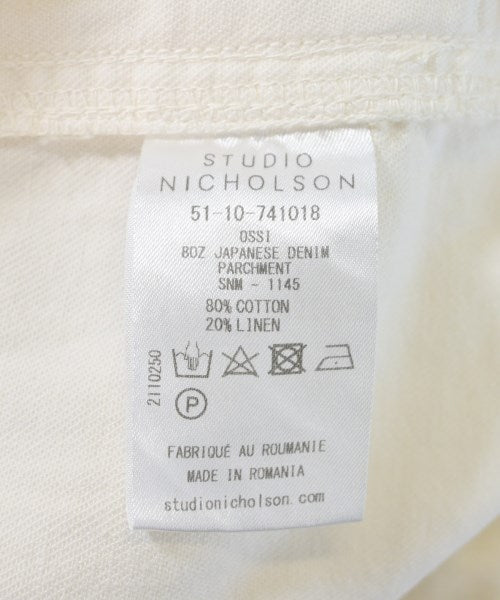 STUDIO
NICHOLSON
51-10-741018
OSSI
8OZ JAPANESE DENIM
PARCHMENT
SNM - 1145
80% COTTON
20% LINEN
2110250
P
FABRIQUÉ AU ROUMANIE
MADE IN ROMANIA
studionicholson.com